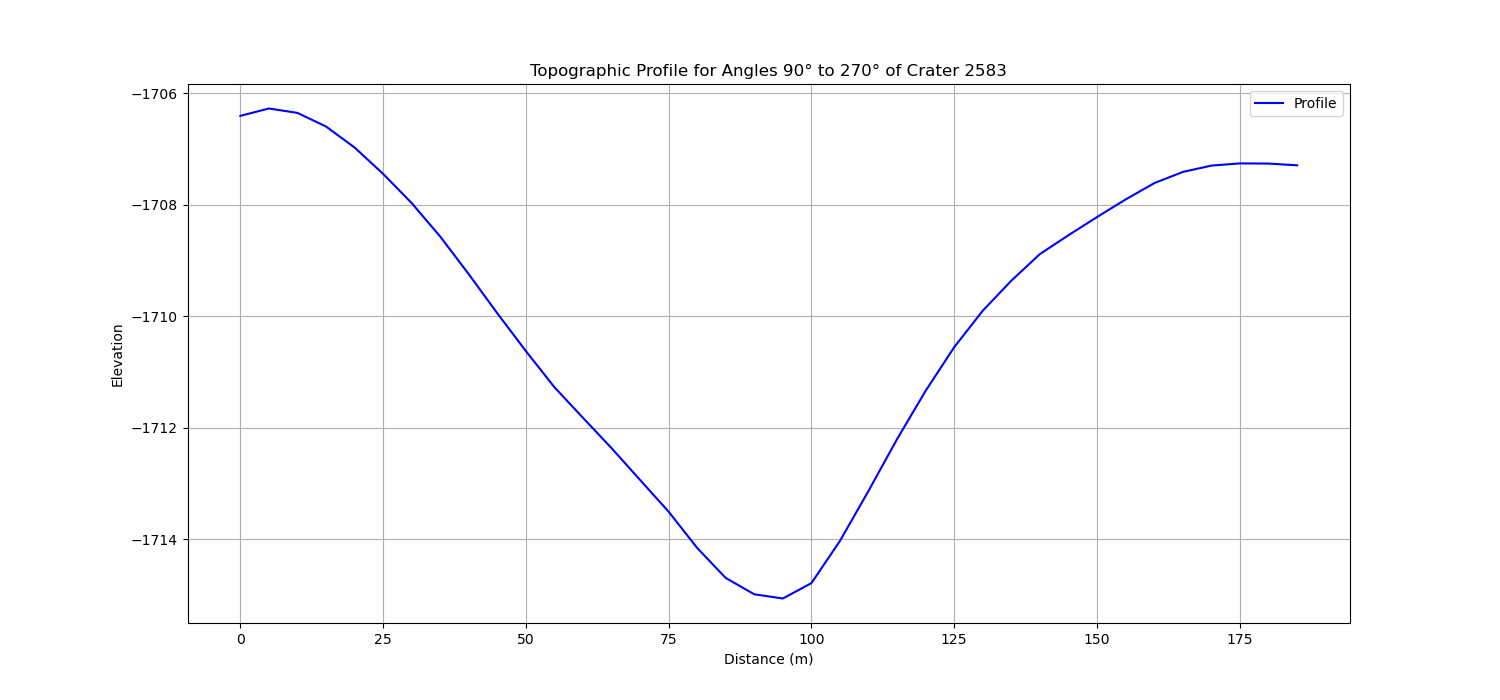 Topographic Profile for Angles 90° to 270° of Crater 2583
Profile
−1706
−1708
−1710
−1712
−1714
Elevation
0 25 50 75 100 125 150 175
Distance (m)